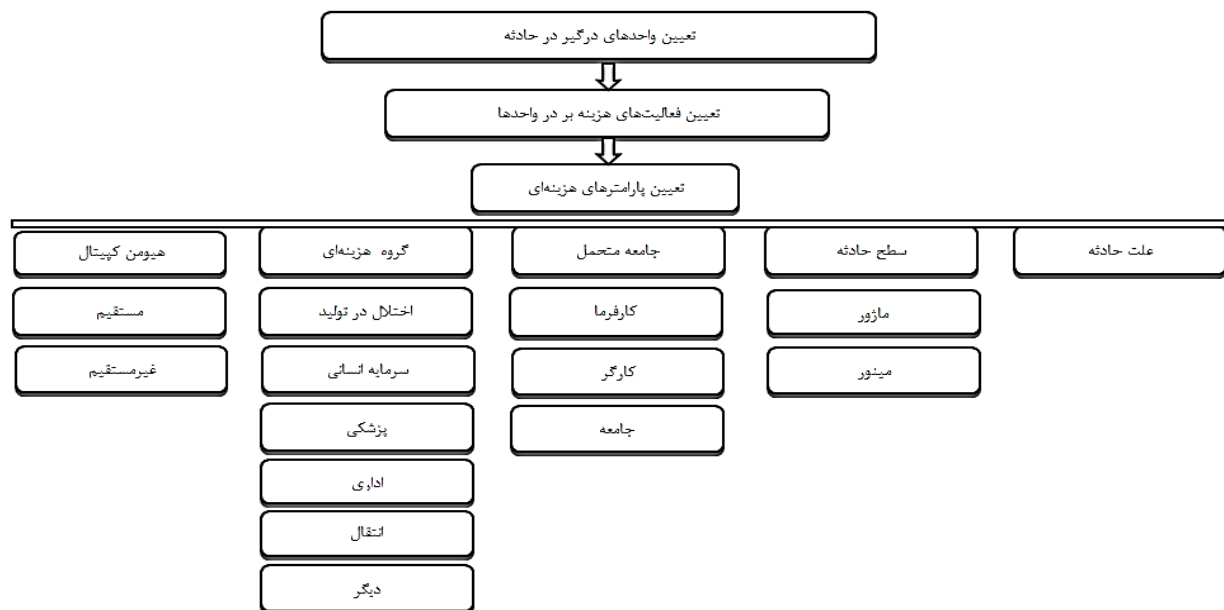 تعیین واحدهای درگیر در حادثه
تعیین فعالیت‌های هزینه بر در واحدها
تعیین پارامترهای هزینه‌ای
علت حادثه
سطح حادثه
ماژور
مینور
جامعه متحمل
کارفرما
کارگر
جامعه
گروه هزینه‌ای
اختلال در تولید
سرمایه انسانی
پزشکی
اداری
انتقال
دیگر
هیومن کپیتال
مستقیم
غیرمستقیم